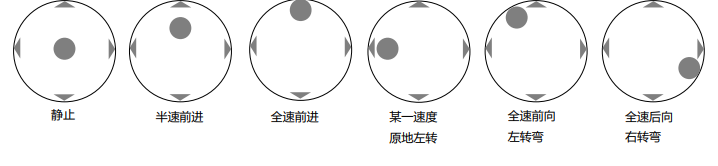 静止
半速前进
全速前进
某一速度
原地左转
全速前向
左转弯
全速后向
右转弯